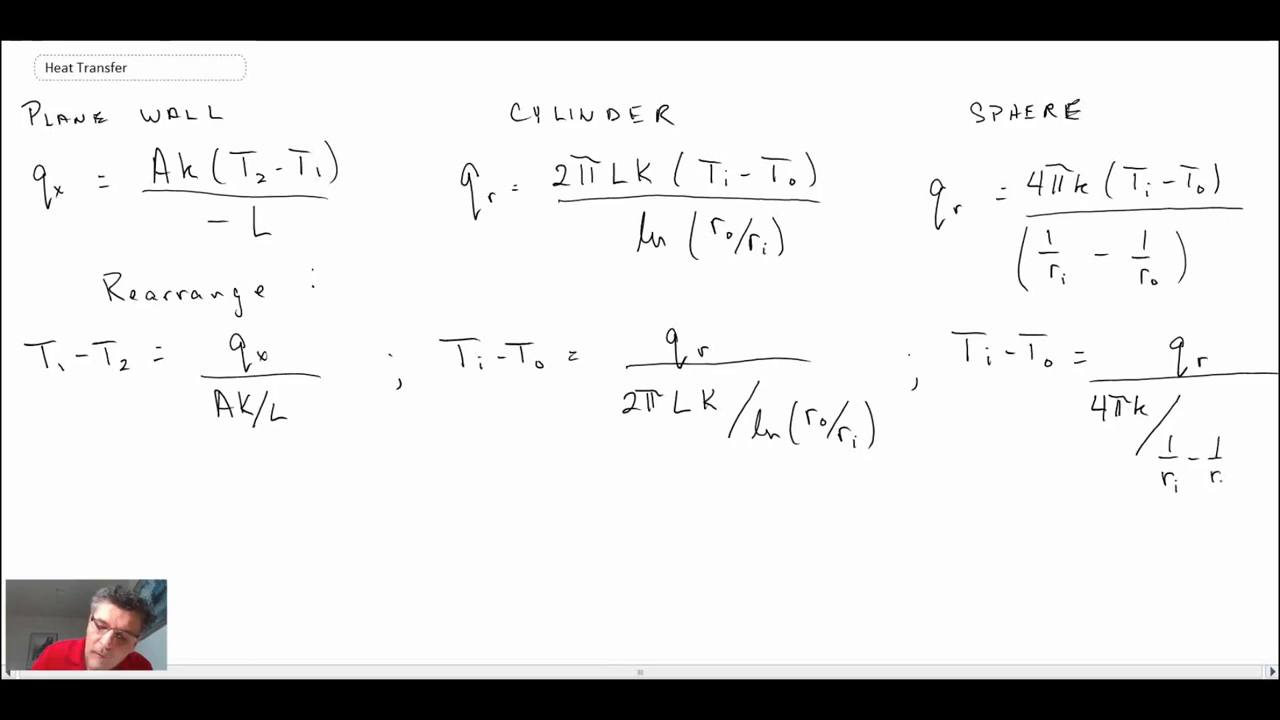 Heat Transfer
PLANE WALL CYLINDER SPHERE
qx = Ak (T2 - T1) / - L qr = 2πLK (Ti - To) / ln (ro/ri) qr = 4πk (Ti - To) / (1/ri - 1/ro)
Rearrange :
T1 - T2 = qx / AK/L ; Ti - To = qr / 2πLK / ln (ro/ri) ; Ti - To = qr / 4πk / 1/ri - 1/r